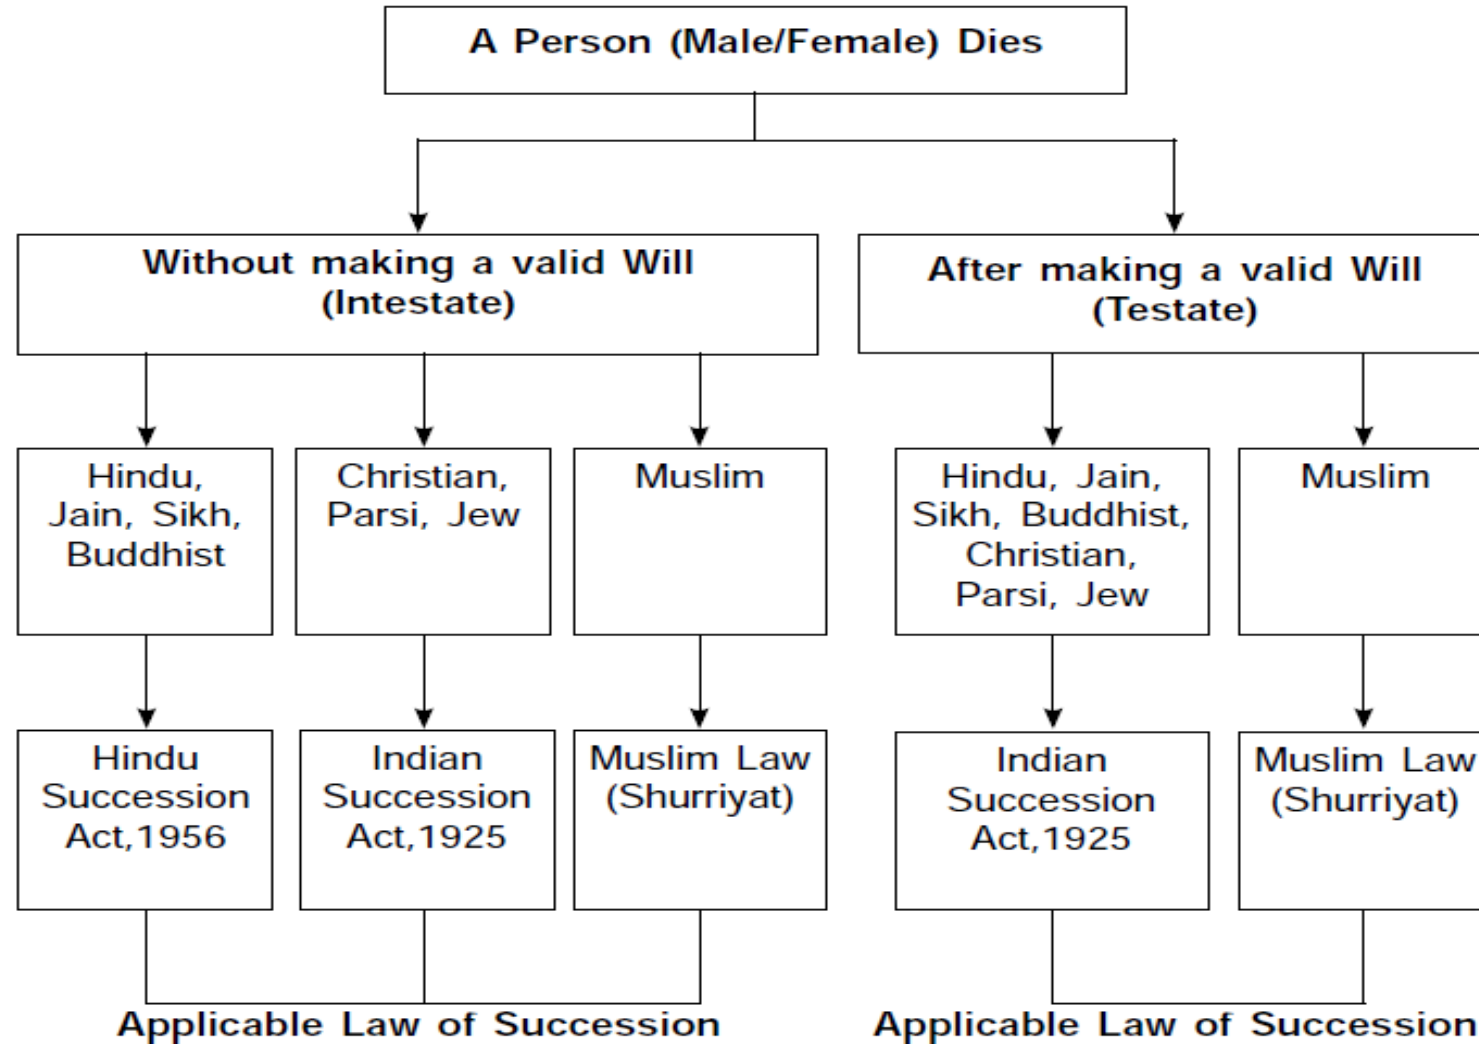 A Person (Male/Female) Dies
Without making a valid Will
(Intestate)
After making a valid Will
(Testate)
Hindu,
Jain, Sikh,
Buddhist
Christian,
Parsi, Jew
Muslim
Hindu, Jain,
Sikh, Buddhist,
Christian,
Parsi, Jew
Muslim
Hindu
Succession
Act,1956
Indian
Succession
Act,1925
Muslim Law
(Shurriyat)
Indian
Succession
Act,1925
Muslim Law
(Shurriyat)
Applicable Law of Succession
Applicable Law of Succession